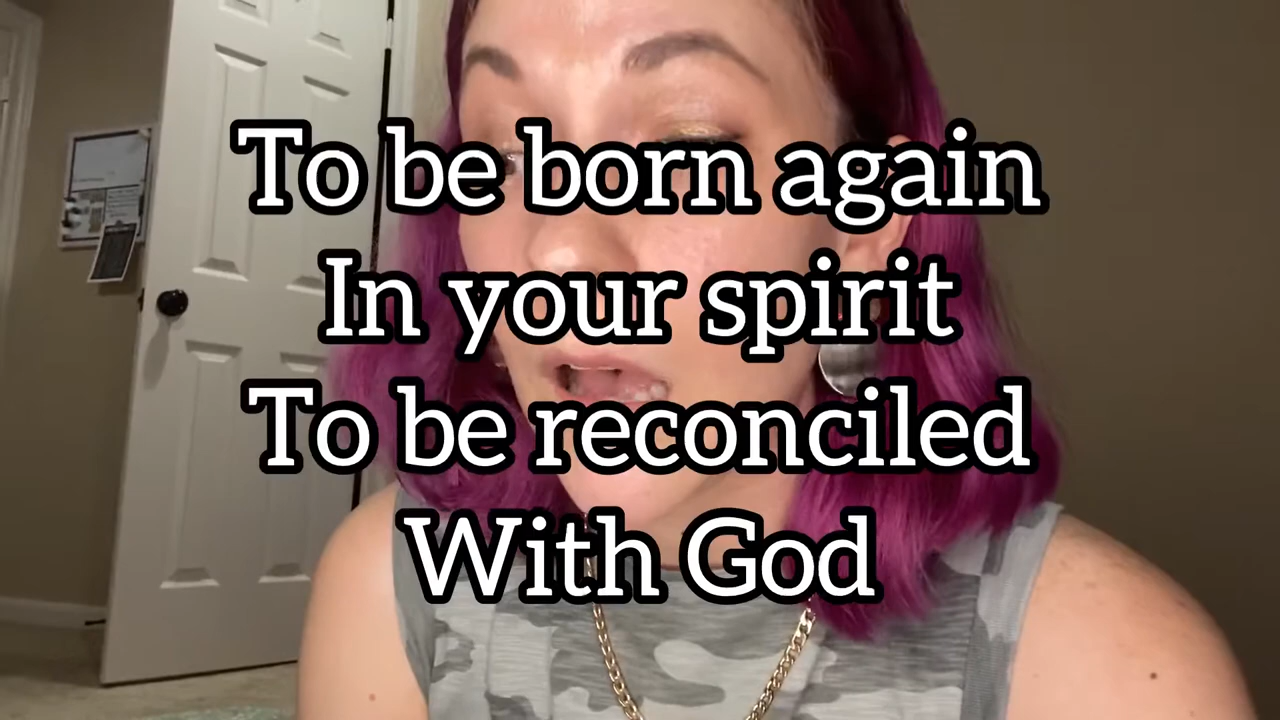 To be born again
In your spirit
To be reconciled
With God